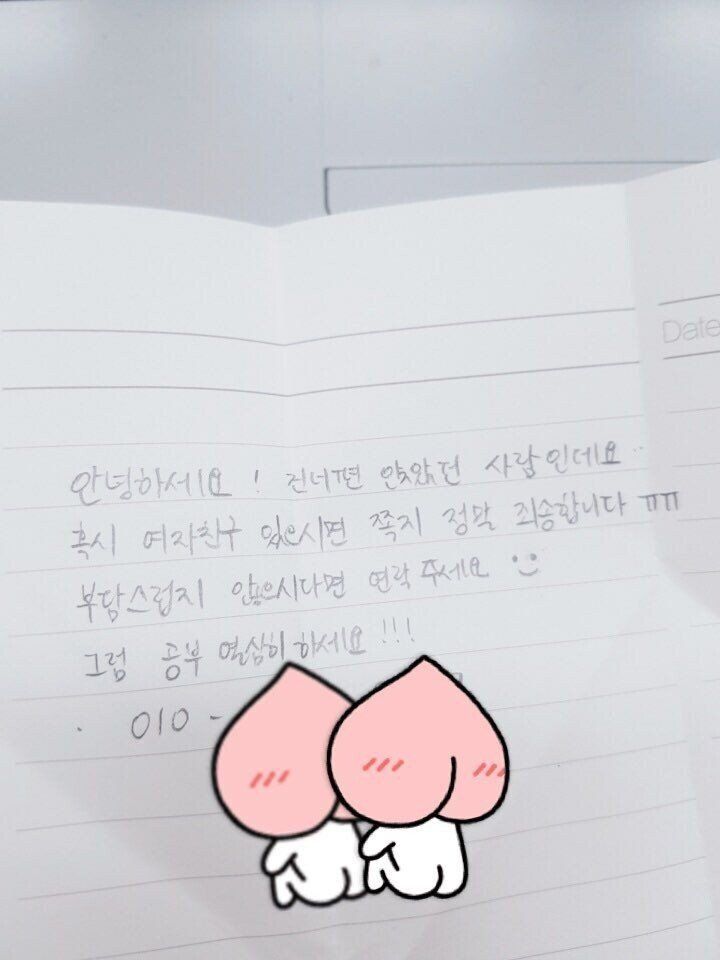 Date
안녕하세요! 건너편 앉았던 사람인데요..
혹시 여자친구 있으시면 쪽지 정말 죄송합니다 ㅠㅠ
부담스럽지 않으시다면 연락 주세요 :)
그럼 공부 열심히 하세요!!!
· 010 -